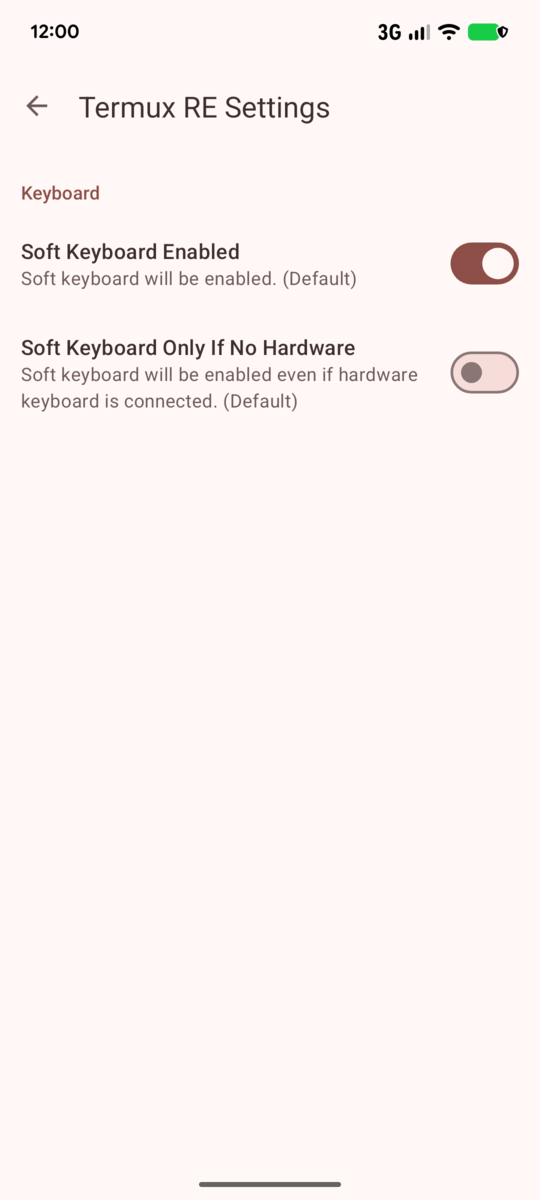 12:00
3G
Termux RE Settings
Keyboard
Soft Keyboard Enabled
Soft keyboard will be enabled. (Default)
Soft Keyboard Only If No Hardware
Soft keyboard will be enabled even if hardware
keyboard is connected. (Default)